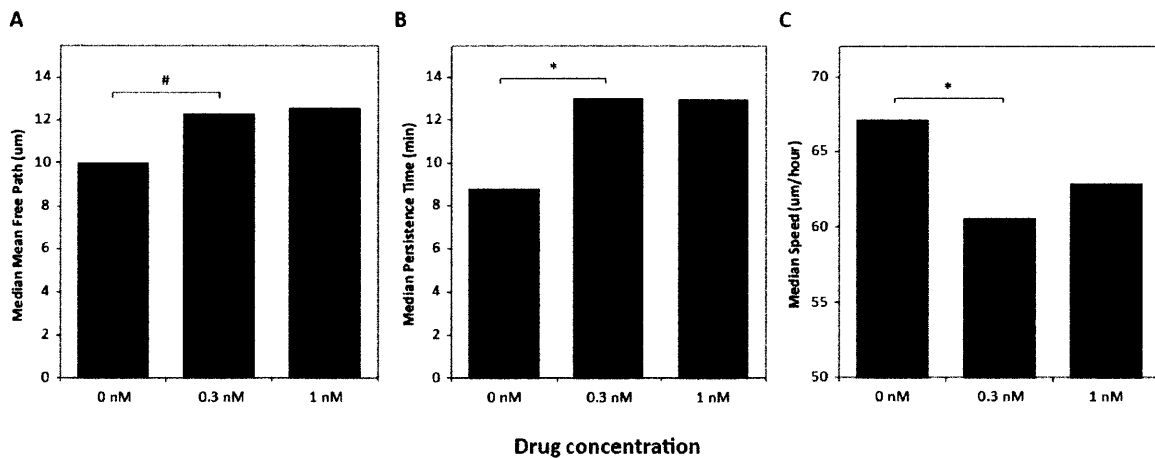 A
B
C
#
*
*
Median Mean Free Path (um)
14
12
10
8
6
4
2
0
0 nM
0.3 nM
1 nM
Median Persistence Time (min)
14
12
10
8
6
4
2
0
0 nM
0.3 nM
1 nM
Median Speed (um/hour)
70
65
60
55
50
0 nM
0.3 nM
1 nM
Drug concentration